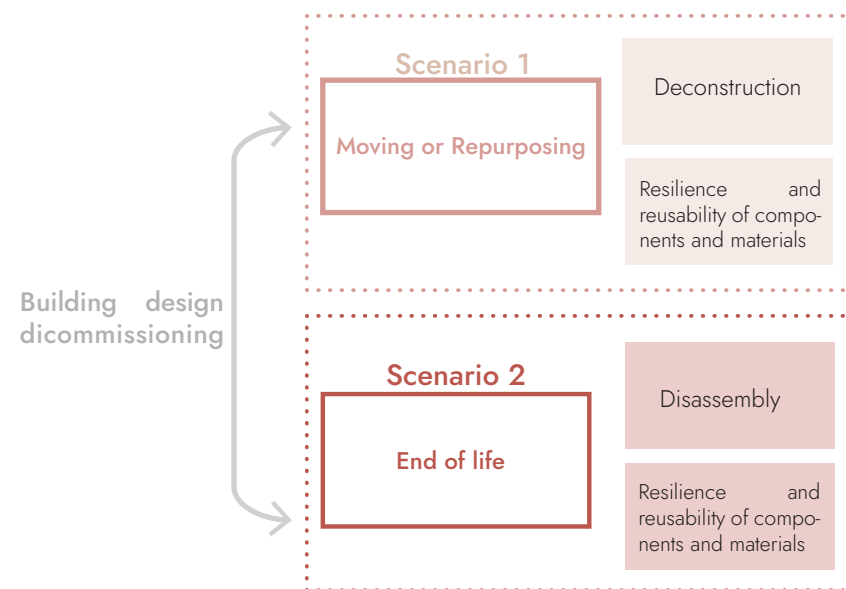 Scenario 1
Moving or Repurposing
Deconstruction
Resilience and
reusability of compo-
nents and materials
Building design
dicommissioning
Scenario 2
End of life
Disassembly
Resilience and
reusability of compo-
nents and materials